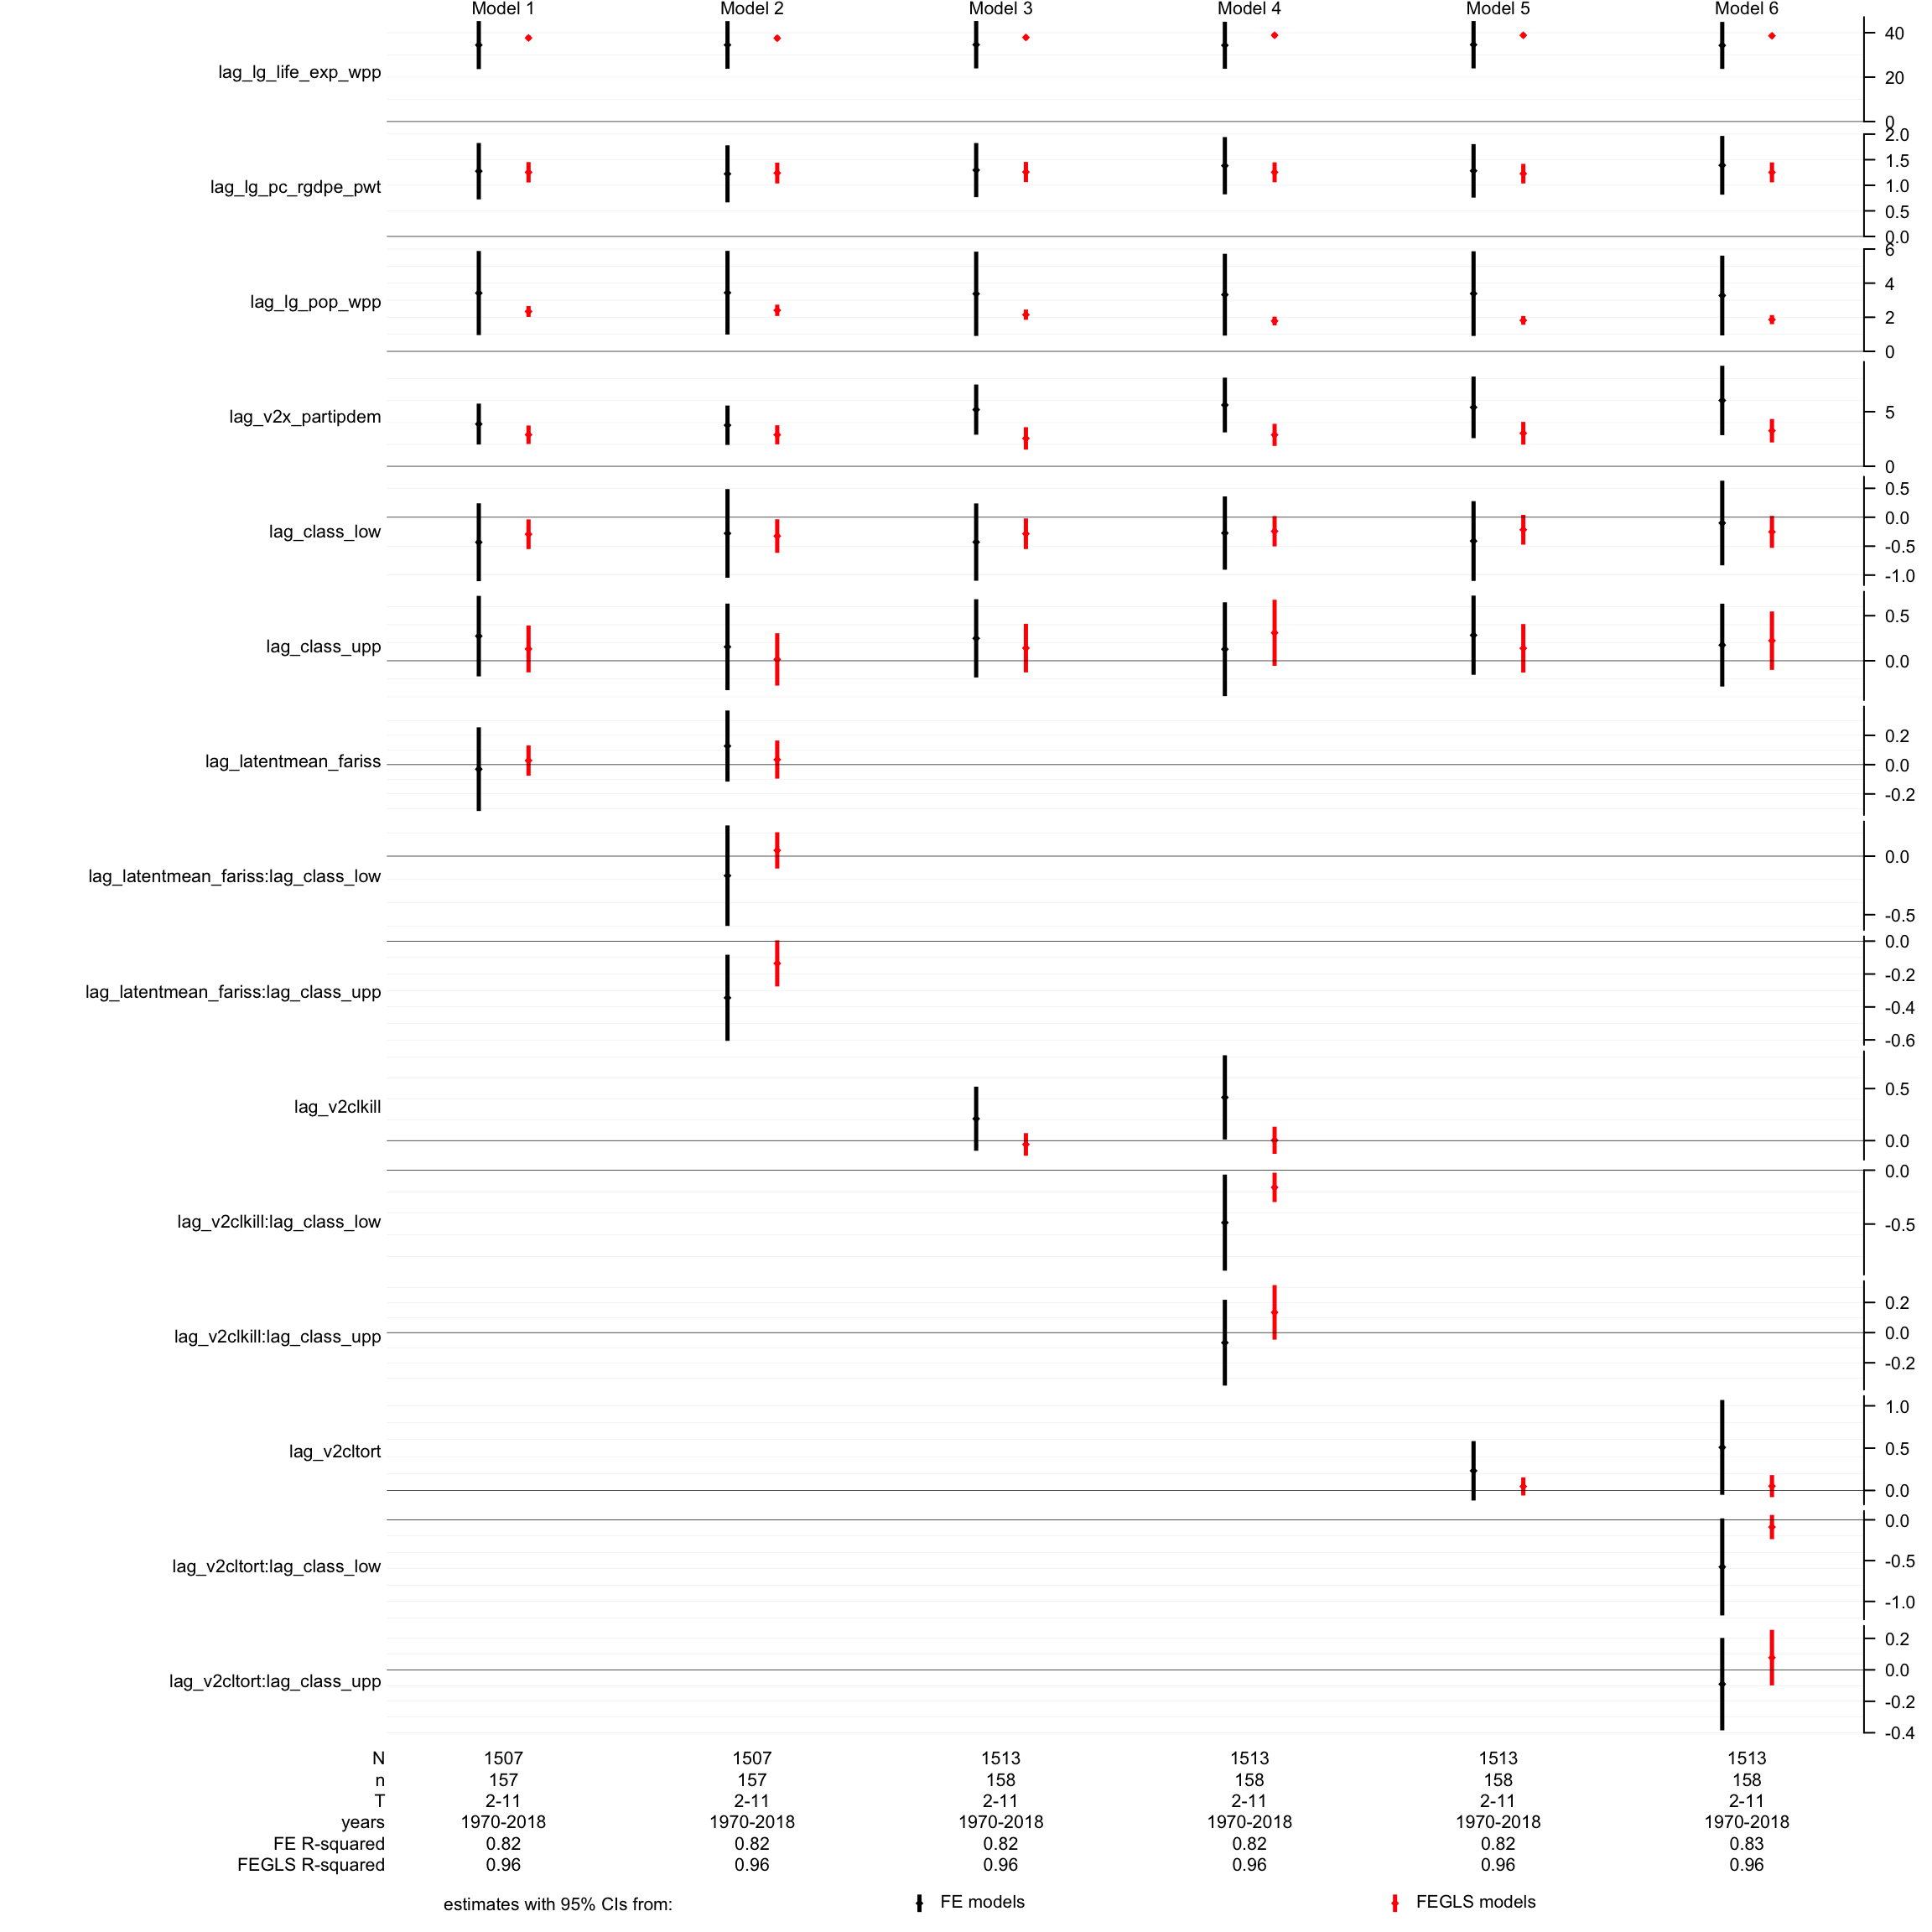 Model 1 Model 2 Model 3 Model 4 Model 5 Model 6
lag_lg_life_exp_wpp 40 20 0
lag_lg_pc_rgdpe_pwt 2.0 1.5 1.0 0.5 0.0
lag_lg_pop_wpp 6 4 2 0
lag_v2x_partipdem 5 0
lag_class_low 0.5 0.0 -0.5 -1.0
lag_class_upp 0.5 0.0
lag_latentmean_fariss 0.2 0.0 -0.2
lag_latentmean_fariss:lag_class_low 0.0 -0.5
lag_latentmean_fariss:lag_class_upp 0.0 -0.2 -0.4 -0.6
lag_v2clkill 0.5 0.0
lag_v2clkill:lag_class_low 0.0 -0.5
lag_v2clkill:lag_class_upp 0.2 0.0 -0.2
lag_v2cltort 1.0 0.5 0.0
lag_v2cltort:lag_class_low 0.0 -0.5 -1.0
lag_v2cltort:lag_class_upp 0.2 0.0 -0.2 -0.4
N 1507 1507 1513 1513 1513 1513
n 157 157 158 158 158 158
T 2-11 2-11 2-11 2-11 2-11 2-11
years 1970-2018 1970-2018 1970-2018 1970-2018 1970-2018 1970-2018
FE R-squared 0.82 0.82 0.82 0.82 0.82 0.83
FEGLS R-squared 0.96 0.96 0.96 0.96 0.96 0.96
estimates with 95% CIs from: FE models FEGLS models